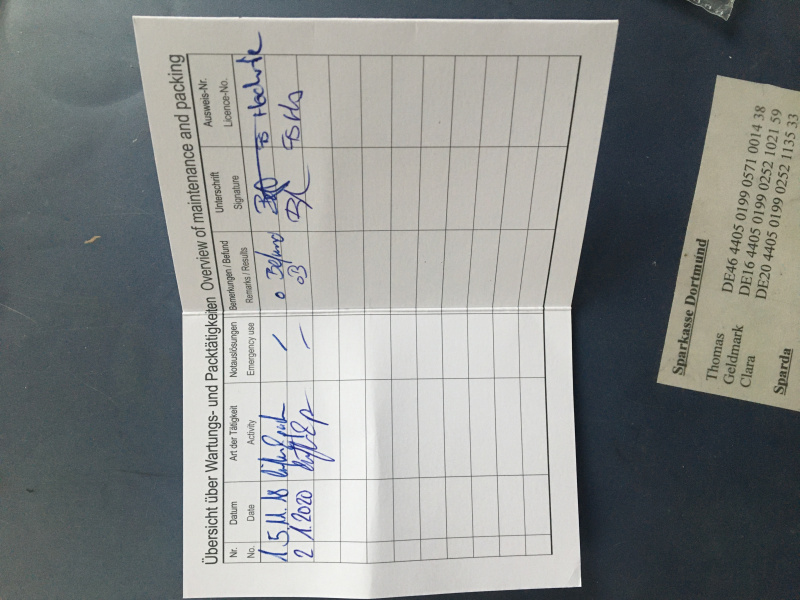 Übersicht über Wartungs- und Packtätigkeiten Overview of maintenance and packing
Nr. Datum Art der Tätigkeit Notauslösungen Bemerkungen / Befund Unterschrift Ausweis-Nr.
No. Date Activity Emergency use Remarks / Results Signature Licence-No.
1 5.11.18 / o Befund
2 1.2020 – oB
Sparkasse Dortmund
Thomas DE46 4405 0199 0571 0014 38
Geldmark DE16 4405 0199 0252 1021 59
Clara DE20 4405 0199 0252 1135 33
Sparda